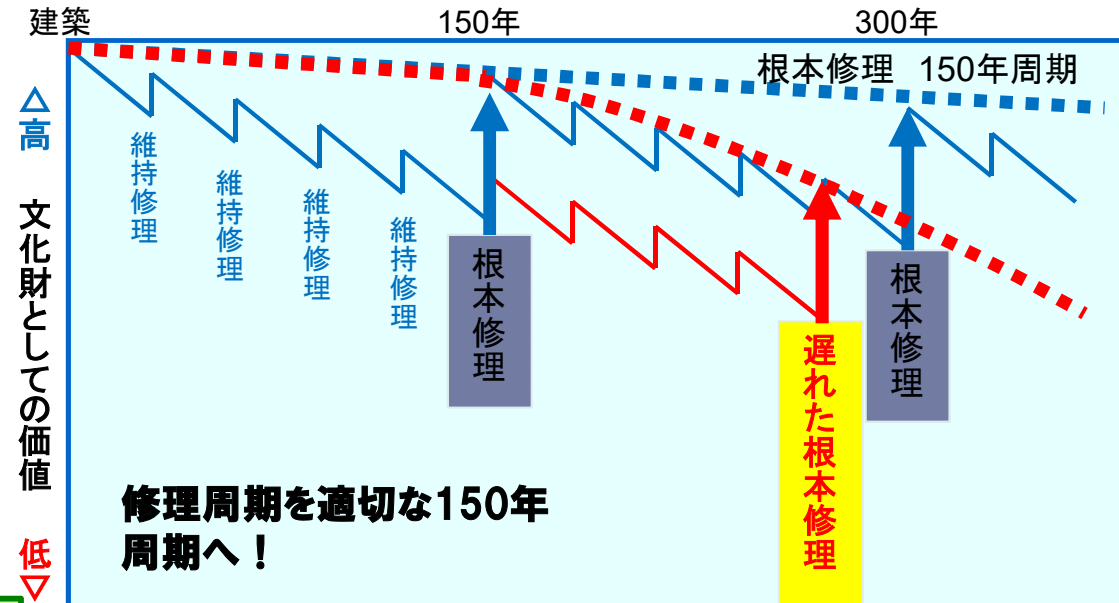 建築
150年
300年
根本修理 150年周期
△
高
文化財としての価値
低
▽
維持修理
維持修理
維持修理
維持修理
根本修理
遅れた根本修理
根本修理
修理周期を適切な150年
周期へ！